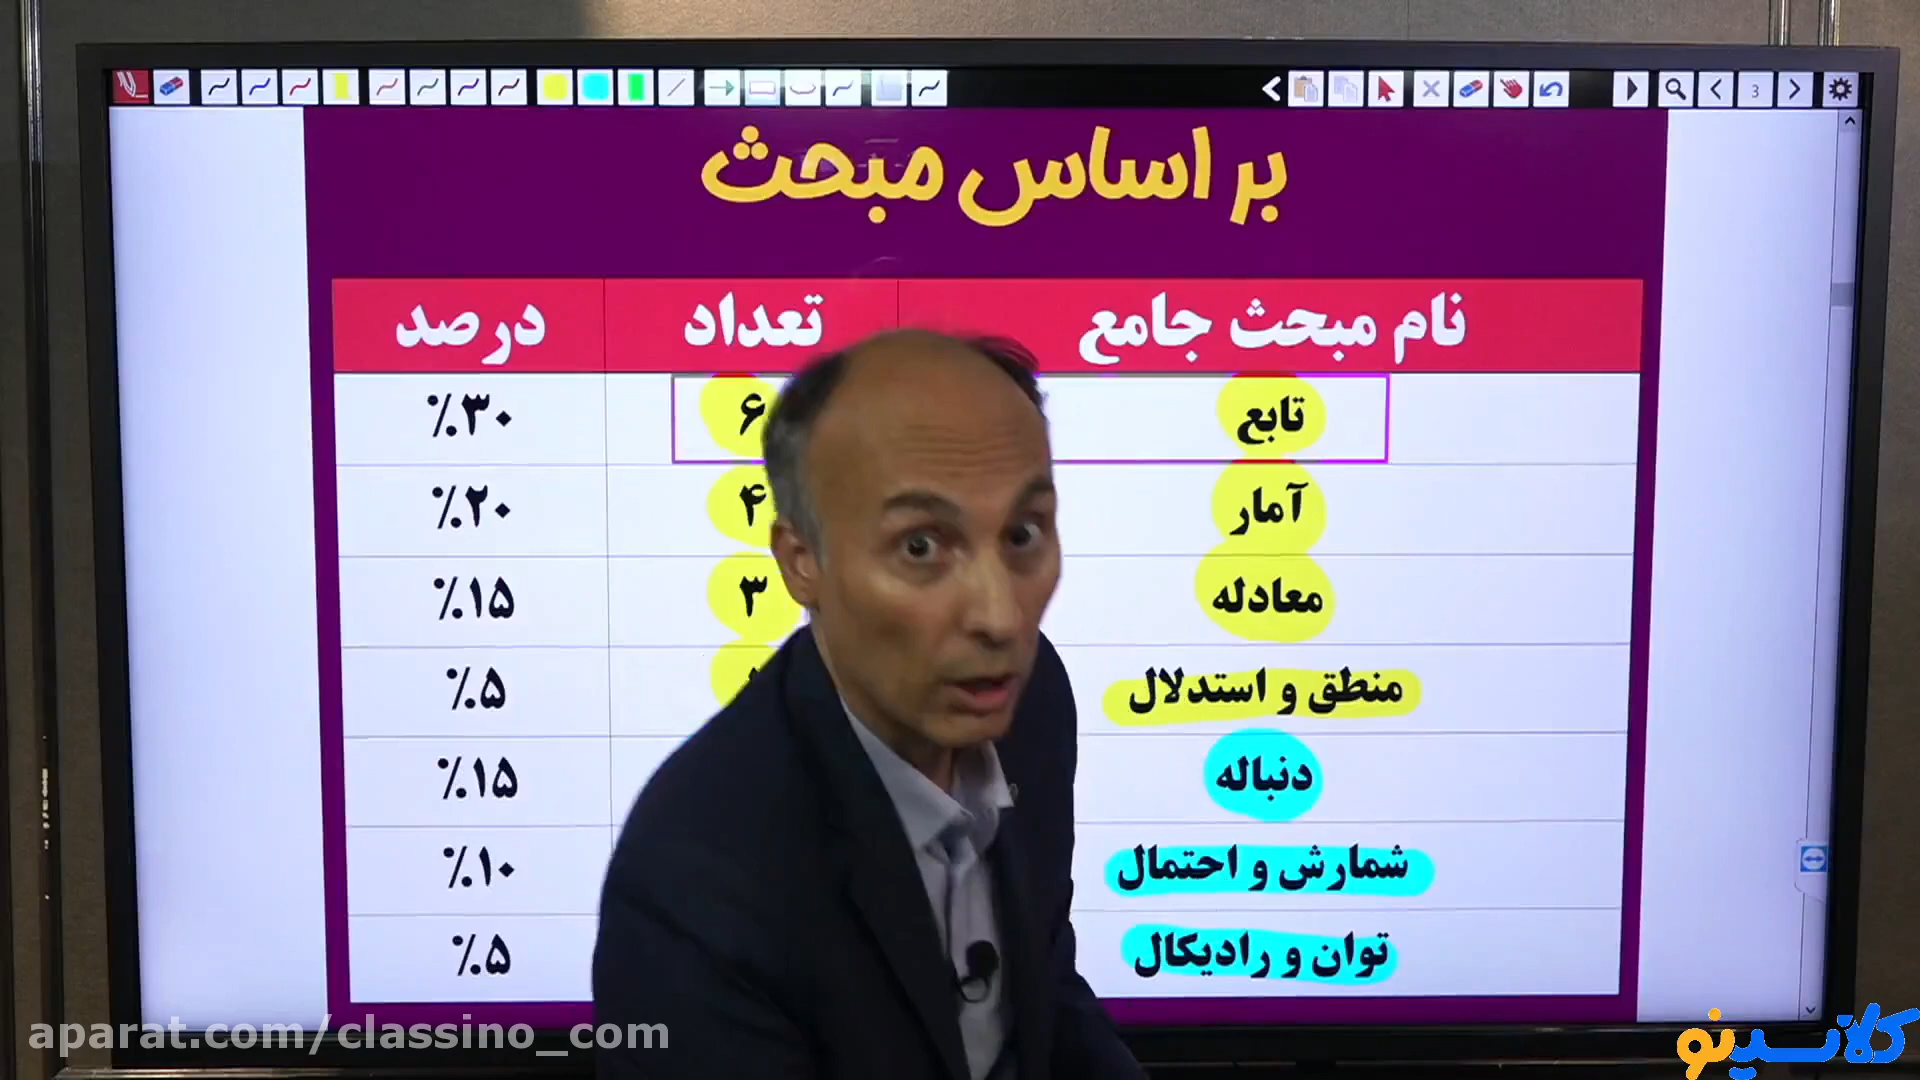 3
بر اساس مبحث
نام مبحث جامع تعداد درصد
تابع ۶ ۳۰٪
آمار ۴ ۲۰٪
معادله ۳ ۱۵٪
منطق و استدلال ۵٪
دنباله ۱۵٪
شمارش و احتمال ۱۰٪
توان و رادیکال ۵٪
aparat.com/classino_com
کلاسینو